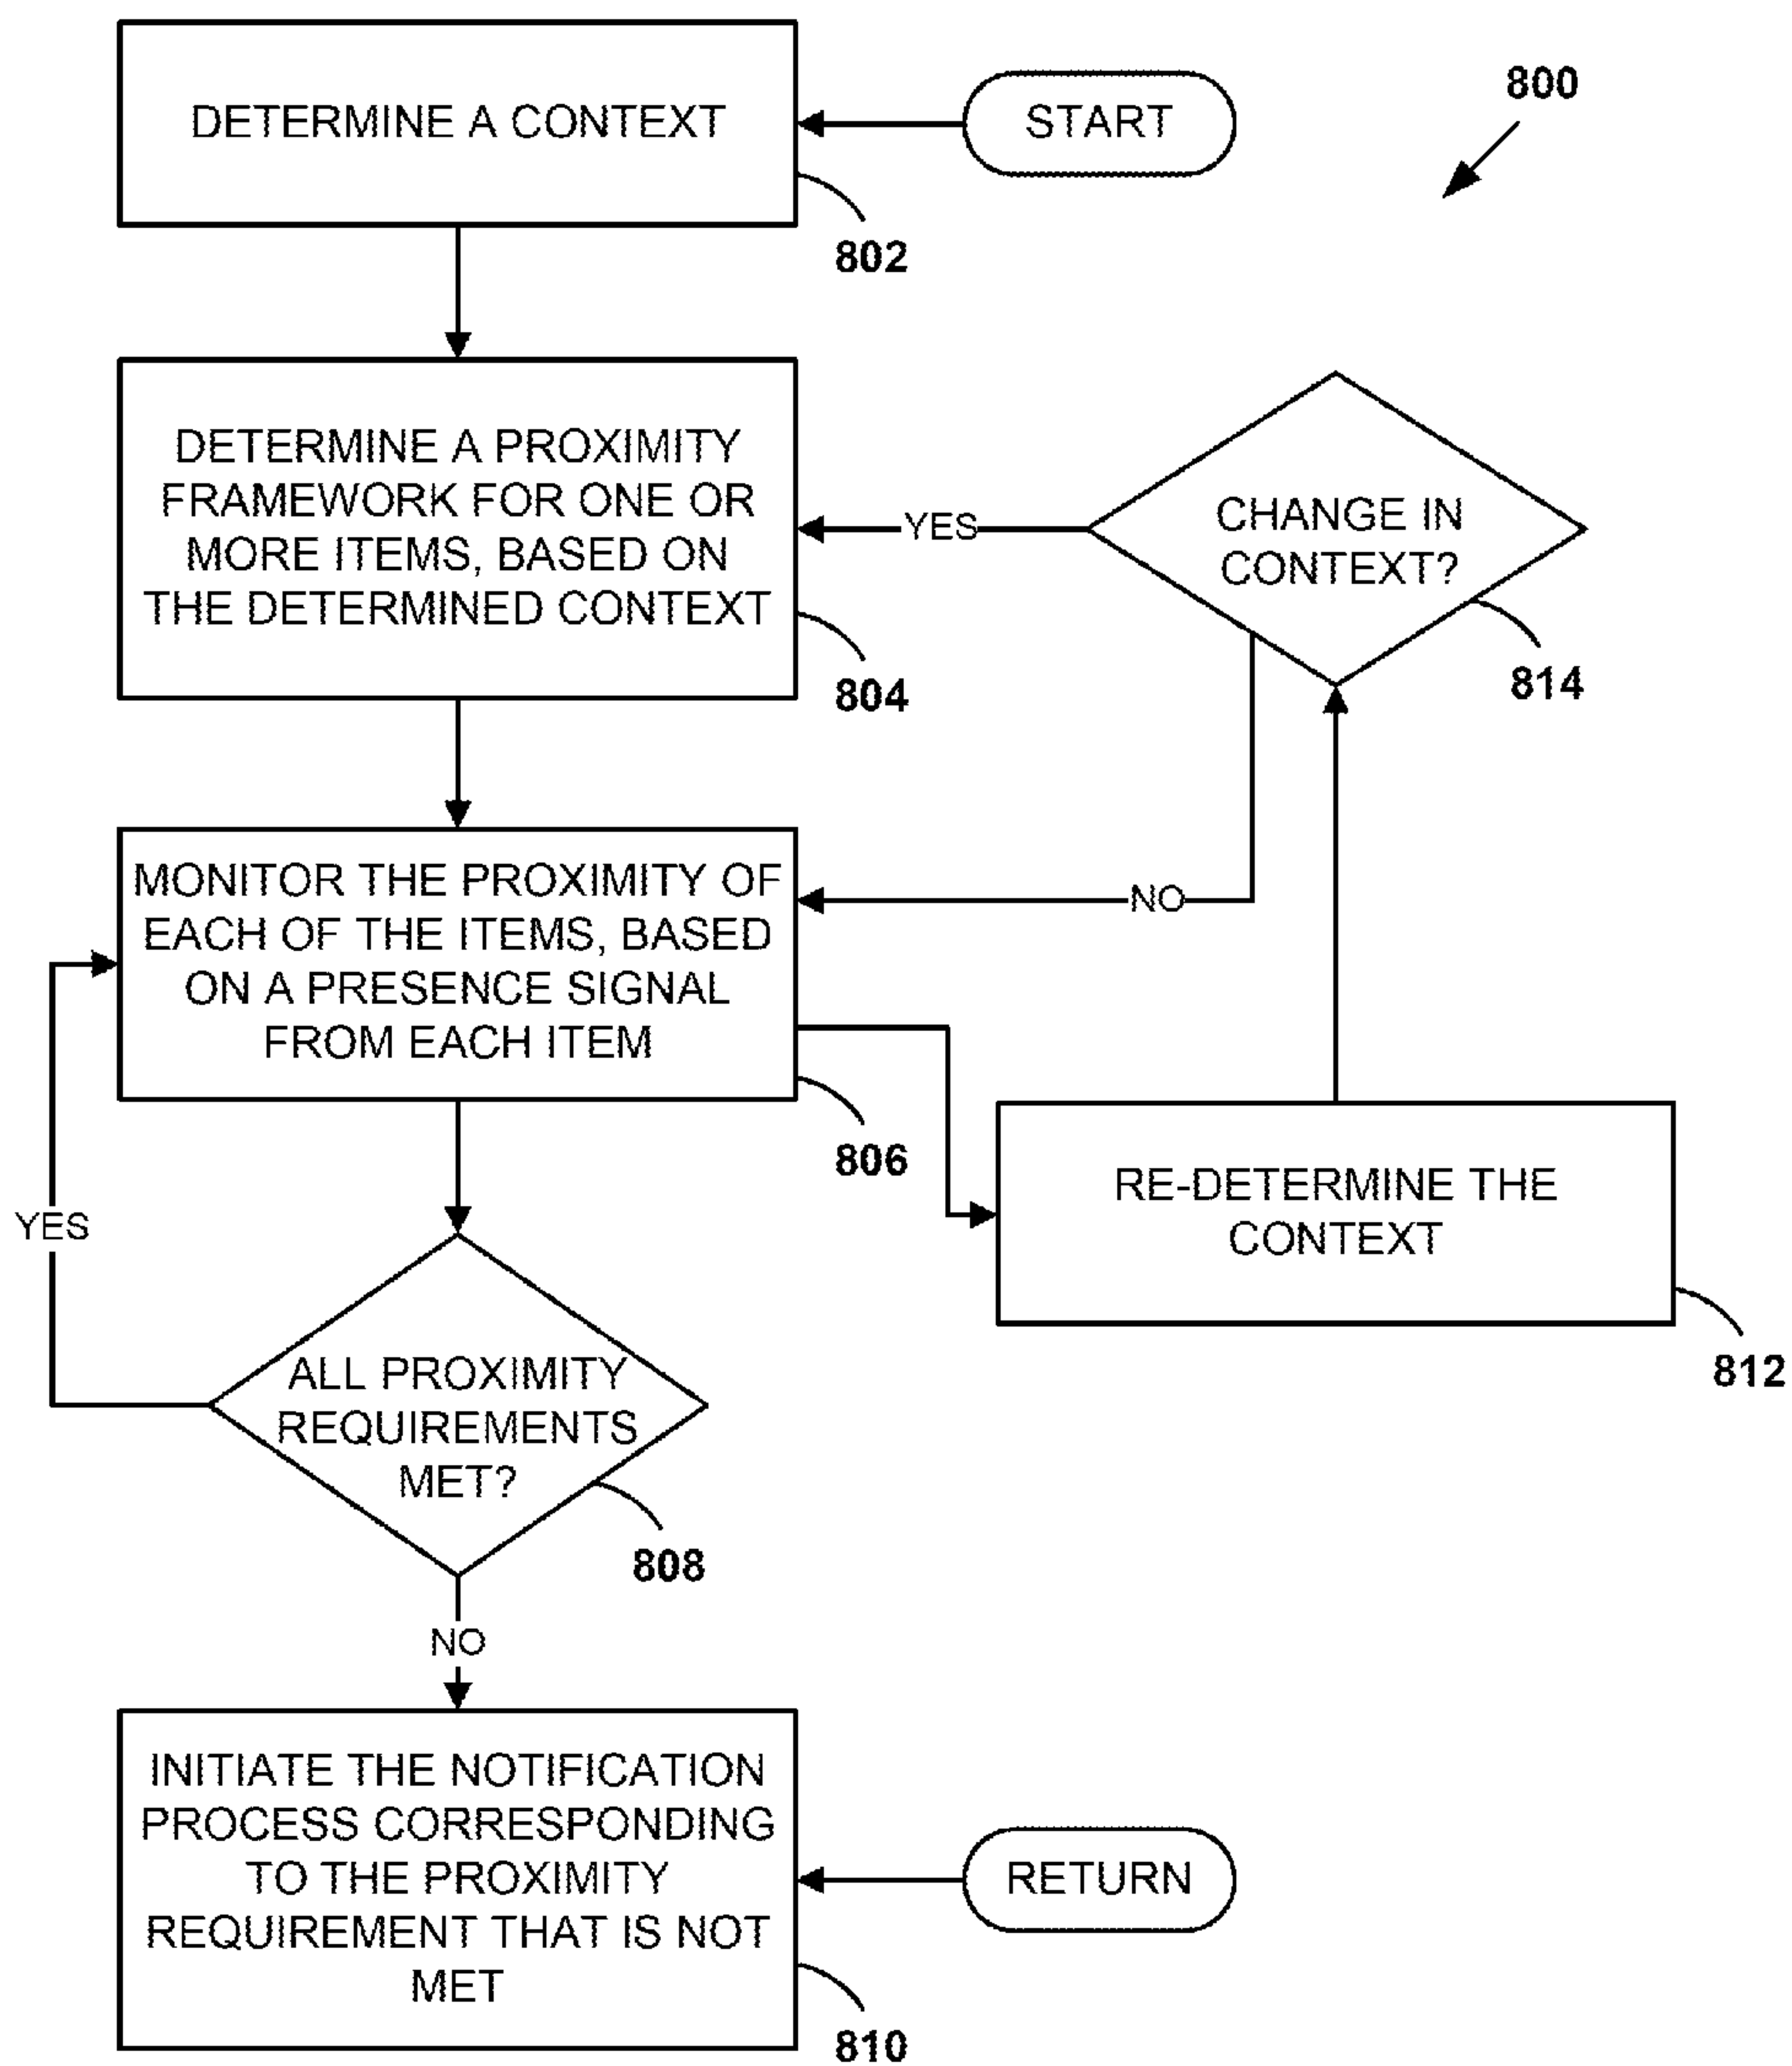 DETERMINE A CONTEXT
START
800
802
DETERMINE A PROXIMITY
FRAMEWORK FOR ONE OR
MORE ITEMS, BASED ON
THE DETERMINED CONTEXT
804
YES
CHANGE IN
CONTEXT?
814
MONITOR THE PROXIMITY OF
EACH OF THE ITEMS, BASED
ON A PRESENCE SIGNAL
FROM EACH ITEM
806
NO
RE-DETERMINE THE
CONTEXT
812
YES
ALL PROXIMITY
REQUIREMENTS
MET?
808
NO
INITIATE THE NOTIFICATION
PROCESS CORRESPONDING
TO THE PROXIMITY
REQUIREMENT THAT IS NOT
MET
810
RETURN